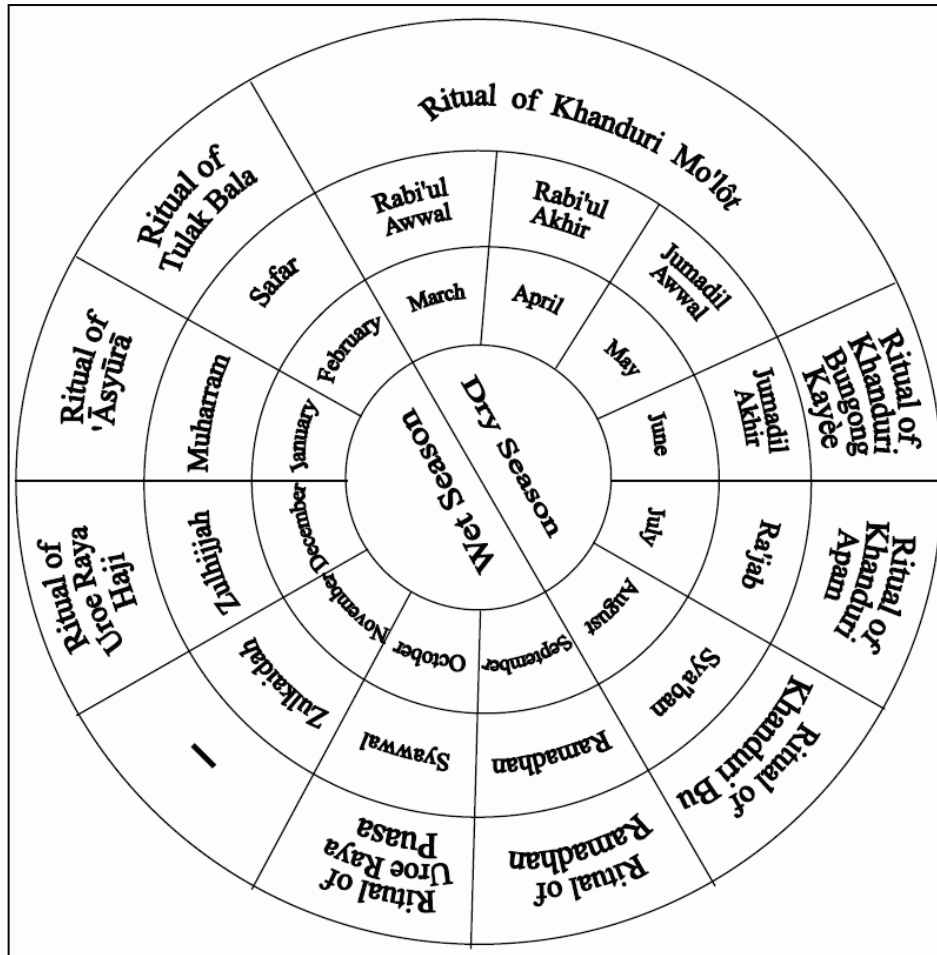 Ritual of Khanduri Mo'lôt
Ritual of
Khanduri
Bungong
Kayèe
Ritual of
Khanduri
Apam
Ritual of
Khanduri Bu
Ritual of
Ramadhan
Ritual of
Uroe Raya
Puasa
—
Ritual of
Uroe Raya
Haji
Ritual of
'Āsyūrā
Ritual of
Tulak Bala
Rabi'ul
Awwal
Rabi'ul
Akhir
Jumadil
Awwal
Jumadil
Akhir
Ra'jab
Sya'ban
Ramadhan
Syawwal
Zulkaidah
Zulhijjah
Muharram
Safar
March
April
May
June
July
August
September
October
November
December
January
February
Dry Season
Wet Season